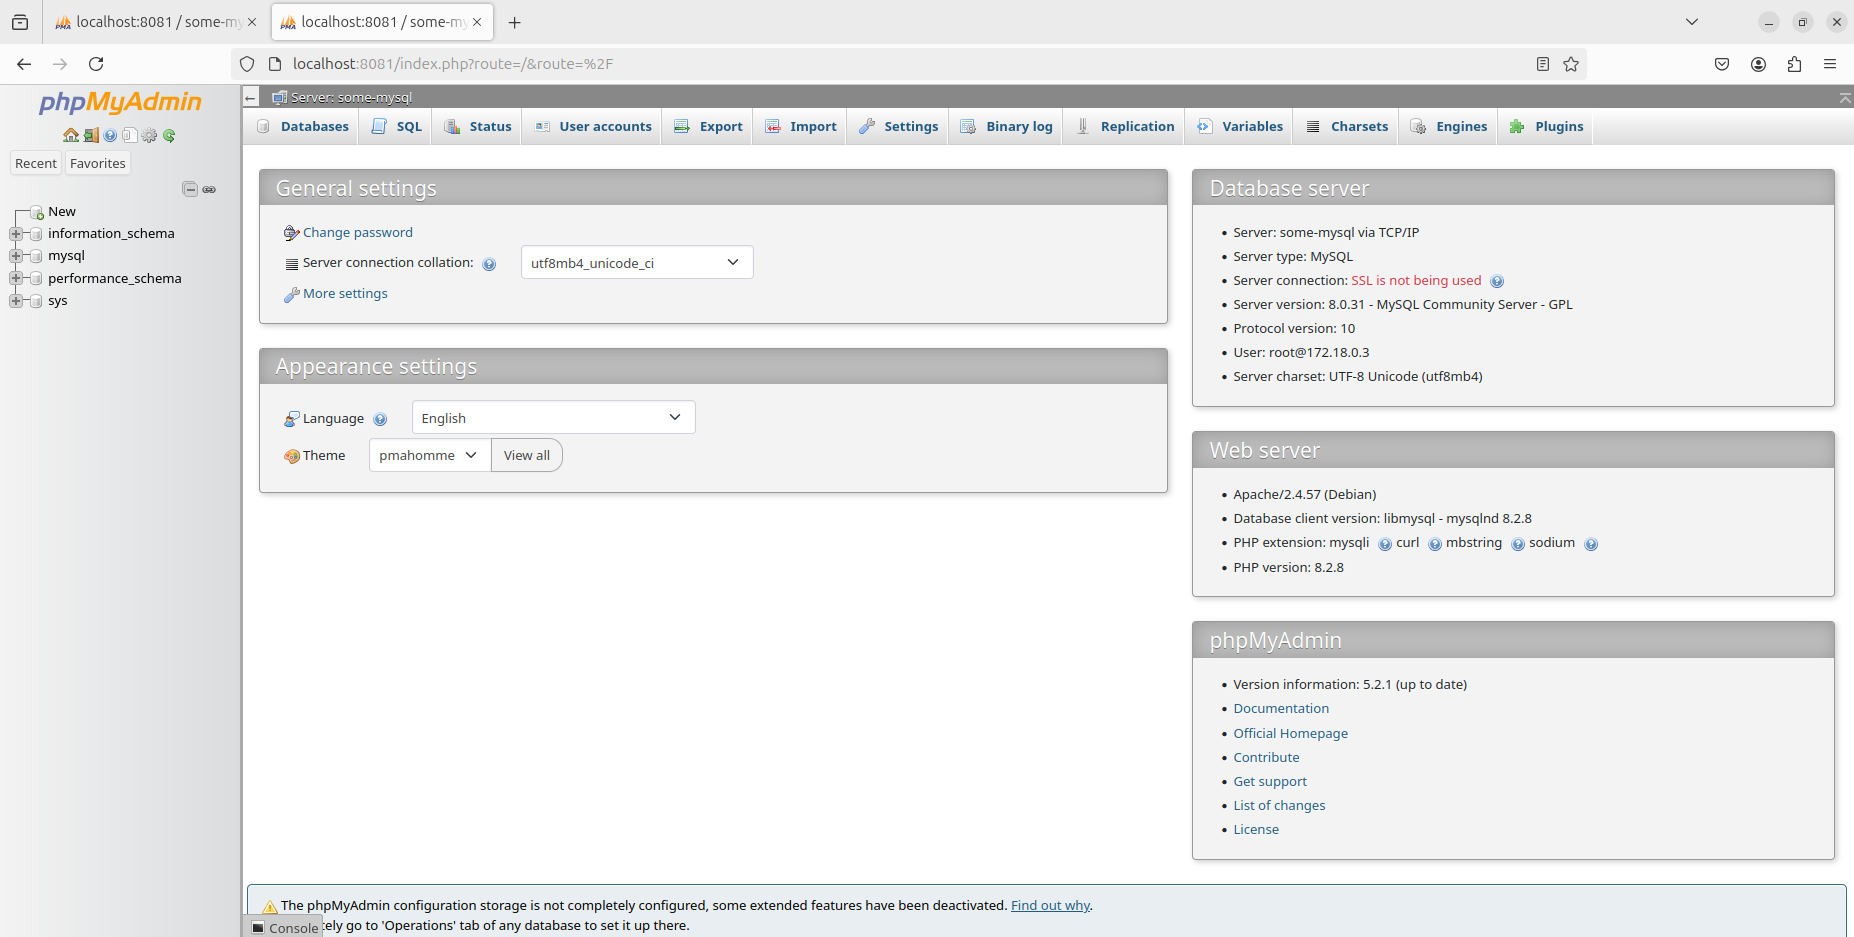 localhost:8081 / some-my
localhost:8081 / some-my
localhost:8081/index.php?route=/&route=%2F
phpMyAdmin
Recent
Favorites
New
information_schema
mysql
performance_schema
sys
Server: some-mysql
Databases
SQL
Status
User accounts
Export
Import
Settings
Binary log
Replication
Variables
Charsets
Engines
Plugins
General settings
Change password
Server connection collation:
utf8mb4_unicode_ci
More settings
Appearance settings
Language
English
Theme
pmahomme
View all
Database server
Server: some-mysql via TCP/IP
Server type: MySQL
Server connection: SSL is not being used
Server version: 8.0.31 - MySQL Community Server - GPL
Protocol version: 10
User: root@172.18.0.3
Server charset: UTF-8 Unicode (utf8mb4)
Web server
Apache/2.4.57 (Debian)
Database client version: libmysql - mysqlnd 8.2.8
PHP extension: mysqli curl mbstring sodium
PHP version: 8.2.8
phpMyAdmin
Version information: 5.2.1 (up to date)
Documentation
Official Homepage
Contribute
Get support
List of changes
License
The phpMyAdmin configuration storage is not completely configured, some extended features have been deactivated. Find out why.
tely go to 'Operations' tab of any database to set it up there.
Console